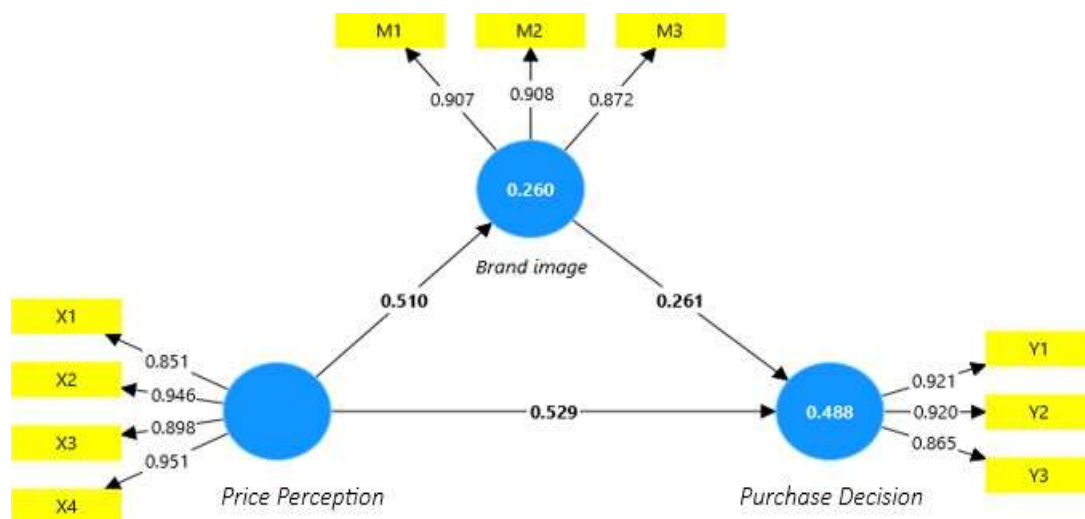 M1
M2
M3
0.907
0.908
0.872
0.260
Brand image
0.510
0.261
X1
X2
X3
X4
0.851
0.946
0.898
0.951
0.529
0.488
0.921
0.920
0.865
Y1
Y2
Y3
Price Perception
Purchase Decision